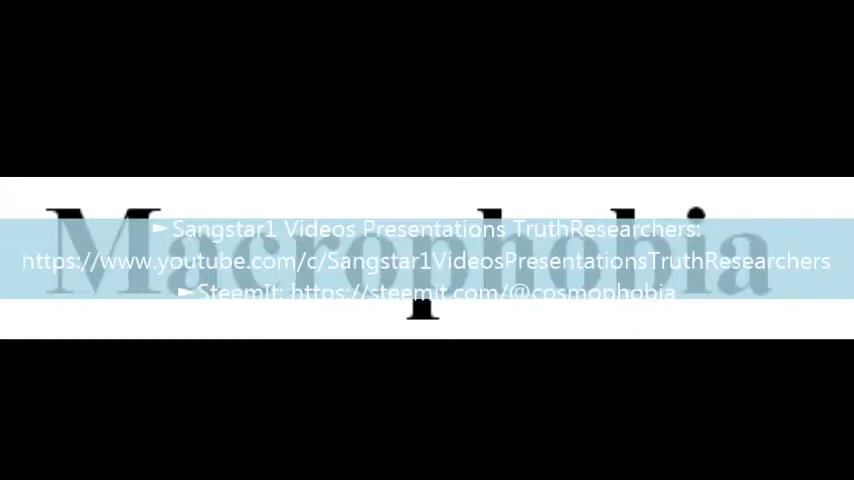 Macrophobia
►Sangstar1 Videos Presentations TruthResearchers:
https://www.youtube.com/c/Sangstar1VideosPresentationsTruthResearchers
►SteemIt: https://steemit.com/@cosmophobia